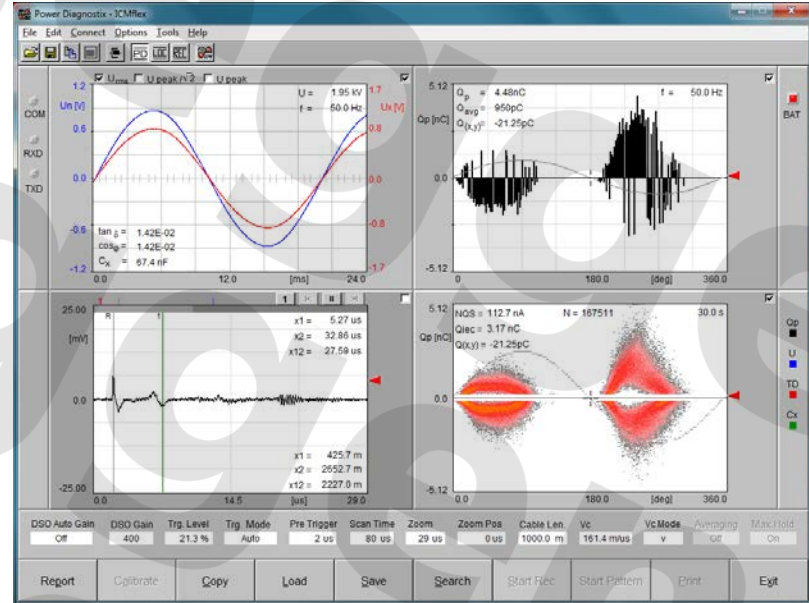 Power Diagnostix - ICMflex
File Edit Connect Options Tools Help
PD LOC RTI
Urms U peak/√2 U peak
COM
RXD
TXD
1.2
Un [V]
0.6
0.0
-0.6
-1.2
U = 1.95 kV
f = 50.0 Hz
1.7
Ux [V]
0.8
0.0
-0.8
-1.7
tan δ = 1.42E-02
cos φ = 1.42E-02
Cx = 67.4 nF
0.0 12.0 [ms] 24.0
5.12
Qp [nC]
0.0
-5.12
Qp = 4.48nC
Qavg = 950pC
Q(x,y)= -21.25pC
f = 50.0 Hz
0.0 180.0 [deg] 360.0
BAT
25.00
[mV]
0.0
-25.00
R
1
x1 = 5.27 us
x2 = 32.86 us
x12 = 27.59 us
x1 = 425.7 m
x2 = 2652.7 m
x12 = 2227.0 m
0.0 14.5 [us] 29.0
5.12
Qp [nC]
0.0
-5.12
NQS = 112.7 nA N = 167511 30.0 s
Qiec = 3.17 nC
Q(x,y) = -21.25pC
0.0 180.0 [deg] 360.0
Qp
U
TD
Cx
DSO Auto Gain DSO Gain Trg. Level Trg. Mode Pre Trigger Scan Time Zoom Zoom Pos Cable Len. Vc Vc Mode Averaging Max.Hold
Off 400 21.3 % Auto 2 us 80 us 29 us 0 us 1000.0 m 161.4 m/us v Off On
Report Calibrate Copy Load Save Search Start Rec Start Pattern Print Exit